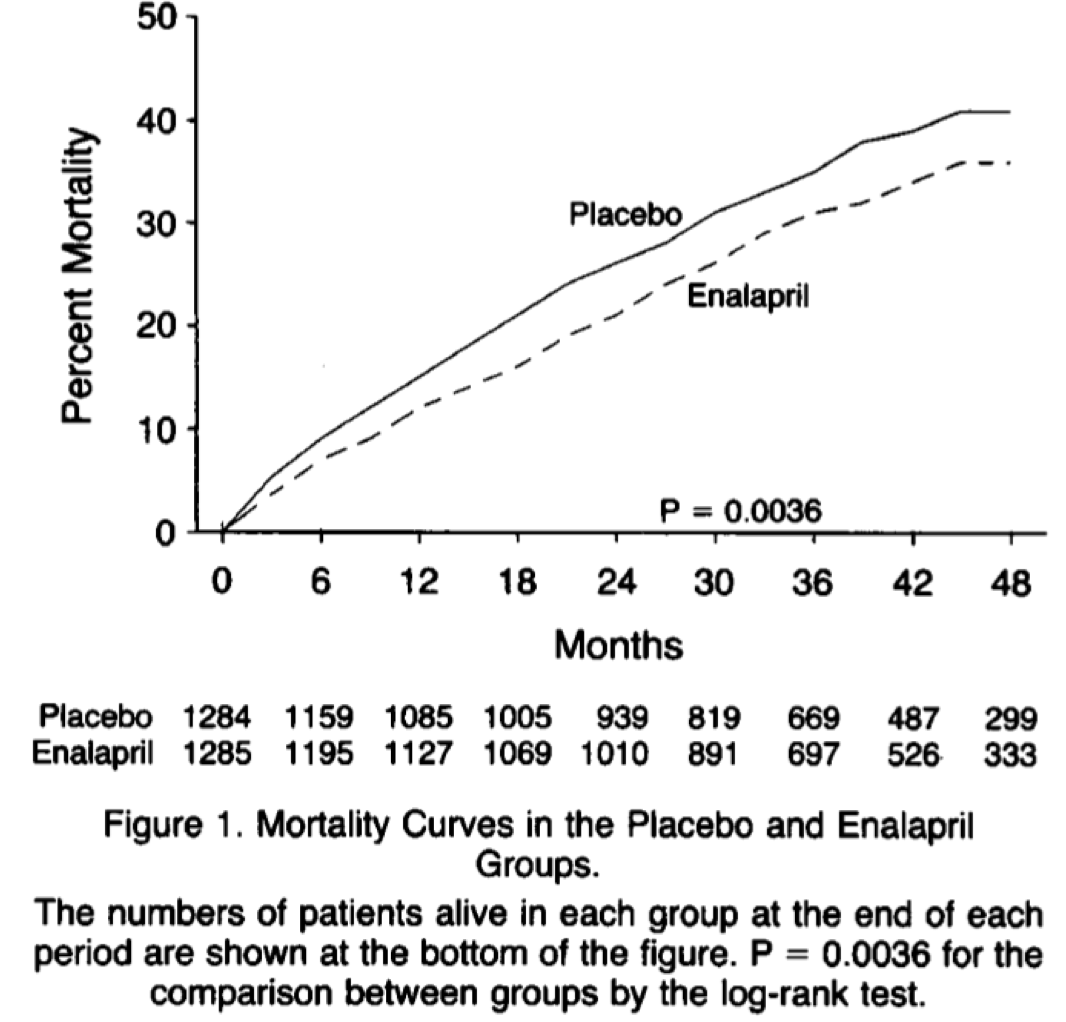 50
40
30
20
10
0
Percent Mortality
Placebo
Enalapril
P = 0.0036
0 6 12 18 24 30 36 42 48
Months
Placebo 1284 1159 1085 1005 939 819 669 487 299
Enalapril 1285 1195 1127 1069 1010 891 697 526 333
Figure 1. Mortality Curves in the Placebo and Enalapril
Groups.
The numbers of patients alive in each group at the end of each
period are shown at the bottom of the figure. P = 0.0036 for the
comparison between groups by the log-rank test.